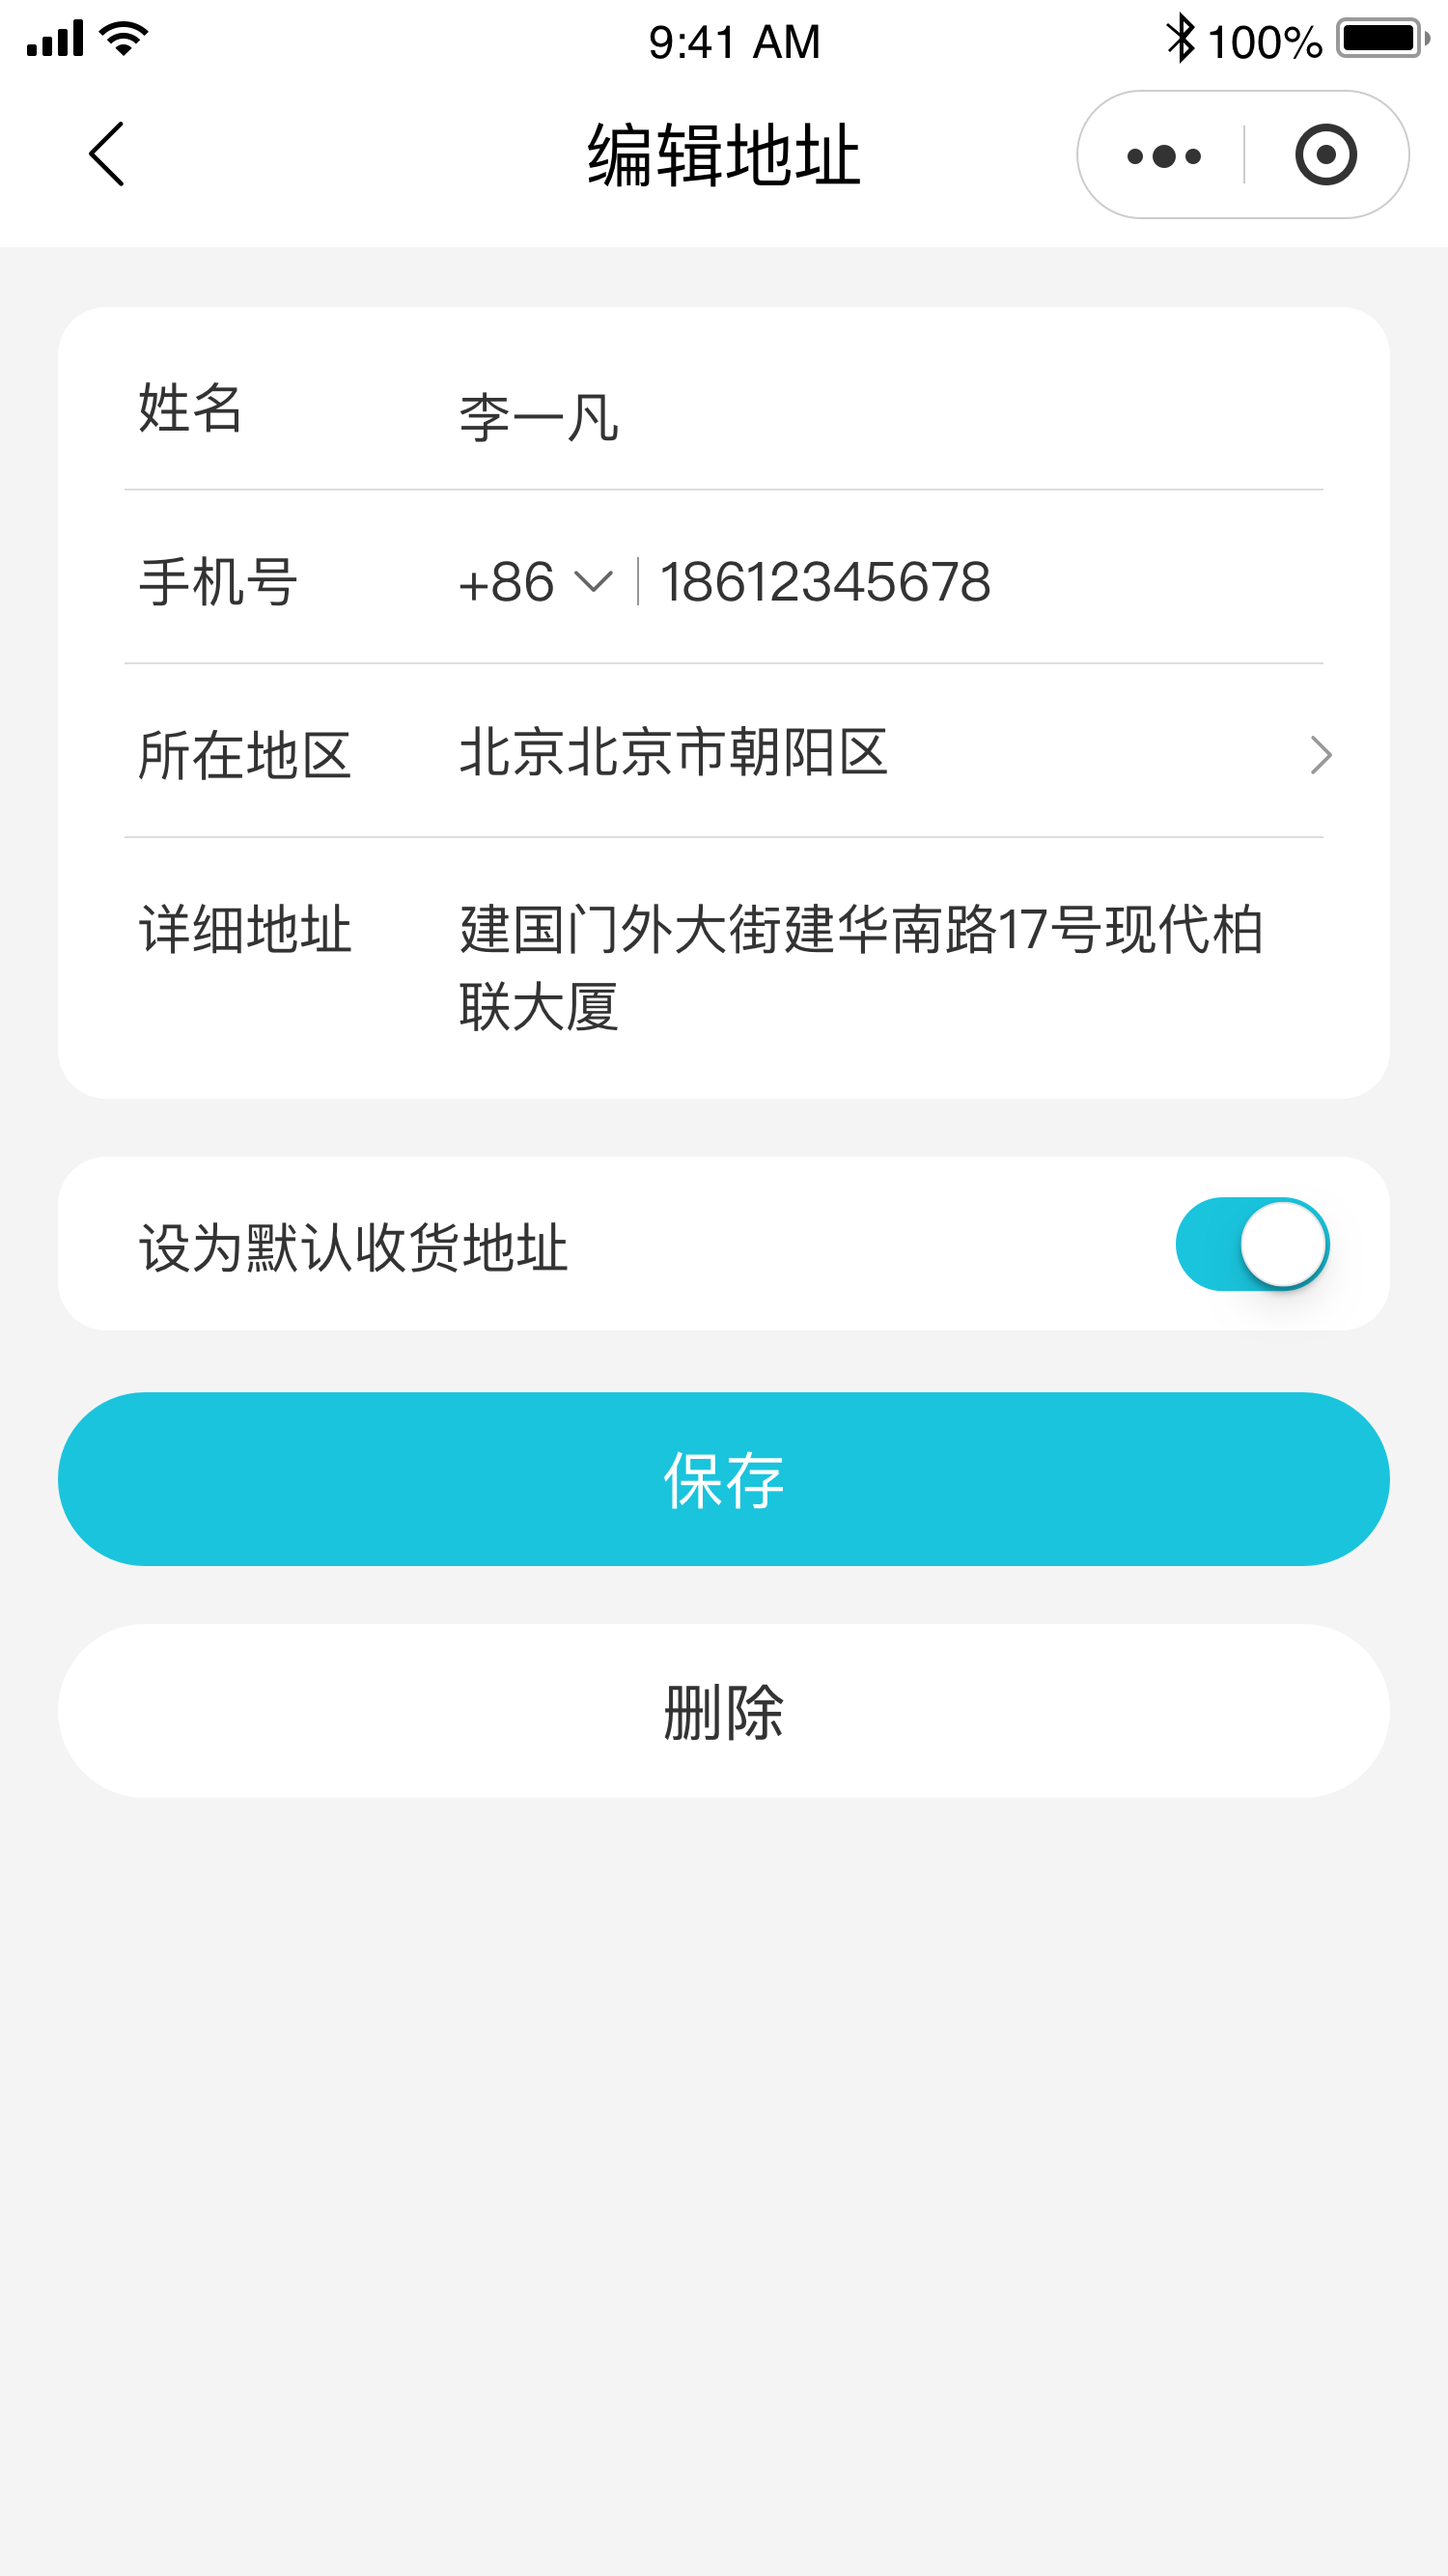 9:41 AM
100%
编辑地址
姓名
李一凡
手机号
+86
18612345678
所在地区
北京北京市朝阳区
详细地址
建国门外大街建华南路17号现代柏
联大厦
设为默认收货地址
保存
删除